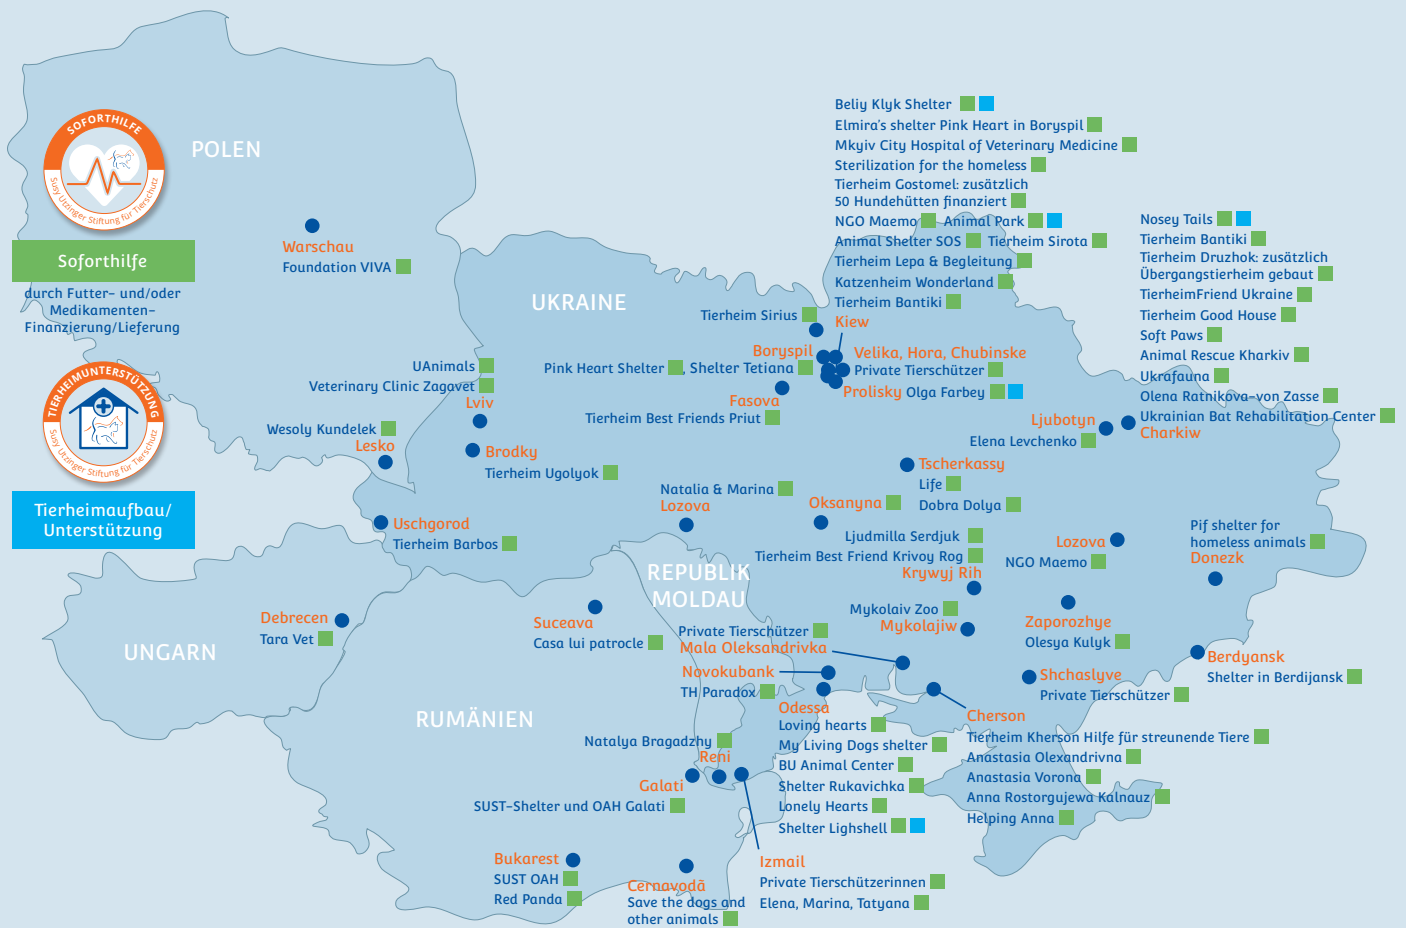 SOFORTHILFE
Susy Utzinger Stiftung für Tierschutz
Soforthilfe
durch Futter- und/oder
Medikamenten-
Finanzierung/Lieferung
TIERHEIMUNTERSTÜTZUNG
Susy Utzinger Stiftung für Tierschutz
Tierheimaufbau/
Unterstützung
POLEN
Warschau
Foundation VIVA
UKRAINE
UAnimals
Veterinary Clinic Zagavet
Lviv
Wesoly Kundelek
Lesko
Brodky
Tierheim Ugolyok
Uschgorod
Tierheim Barbos
UNGARN
Debrecen
Tara Vet
RUMÄNIEN
Suceava
Casa lui patrocle
REPUBLIK
MOLDAU
Beliy Klyk Shelter
Elmira's shelter Pink Heart in Boryspil
Mkyiv City Hospital of Veterinary Medicine
Sterilization for the homeless
Tierheim Gostomel: zusätzlich
50 Hundehütten finanziert
NGO Maemo Animal Park
Animal Shelter SOS Tierheim Sirota
Tierheim Lepa & Begleitung
Katzenheim Wonderland
Tierheim Bantiki
Kiew
Tierheim Sirius
Boryspil
Pink Heart Shelter , Shelter Tetiana
Velika, Hora, Chubinske
Private Tierschützer
Prolisky Olga Farbey
Fasova
Tierheim Best Friends Priut
Nosey Tails
Tierheim Bantiki
Tierheim Druzhok: zusätzlich
Übergangstierheim gebaut
TierheimFriend Ukraine
Tierheim Good House
Soft Paws
Animal Rescue Kharkiv
Ukrafauna
Olena Ratnikova-von Zasse
Ukrainian Bat Rehabilitation Center
Charkiw
Ljubotyn
Elena Levchenko
Tscherkassy
Life
Dobra Dolya
Natalia & Marina
Lozova
Oksanyna
Ljudmilla Serdjuk
Tierheim Best Friend Krivoy Rog
Krywyj Rih
Lozova
NGO Maemo
Pif shelter for
homeless animals
Donezk
Mykolaiv Zoo
Mykolajiw
Zaporozhye
Olesya Kulyk
Private Tierschützer
Mala Oleksandrivka
Novokubank
TH Paradox
Shchaslyve
Private Tierschützer
Berdyansk
Shelter in Berdijansk
Odessa
Loving hearts
My Living Dogs shelter
BU Animal Center
Shelter Rukavichka
Lonely Hearts
Shelter Lighshell
Cherson
Tierheim Kherson Hilfe für streunende Tiere
Anastasia Olexandrivna
Anastasia Vorona
Anna Rostorgujewa Kalnauz
Helping Anna
Natalya Bragadzhy
Reni
Galati
SUST-Shelter und OAH Galati
Bukarest
SUST OAH
Red Panda
Cernavodã
Save the dogs and
other animals
Izmail
Private Tierschützerinnen
Elena, Marina, Tatyana